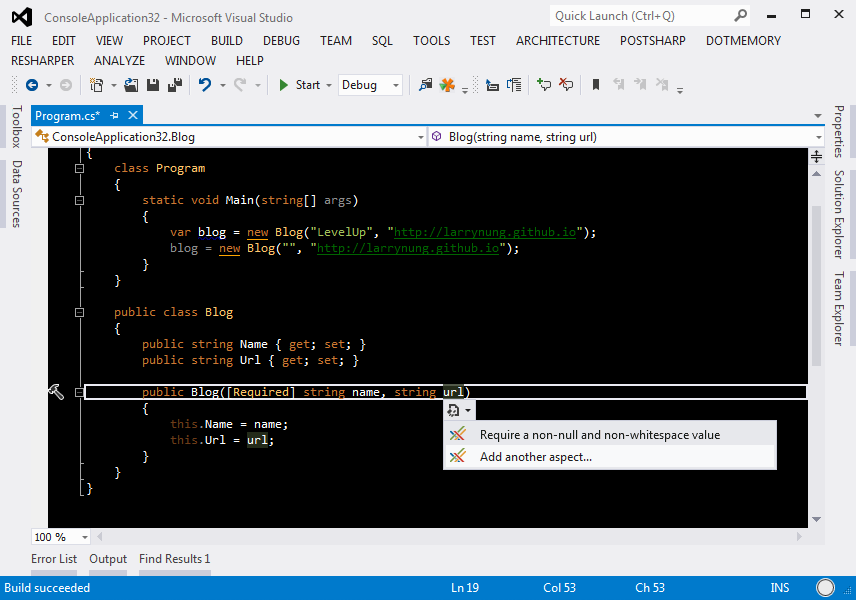 ConsoleApplication32 - Microsoft Visual Studio
Quick Launch (Ctrl+Q)
FILE EDIT VIEW PROJECT BUILD DEBUG TEAM SQL TOOLS TEST ARCHITECTURE POSTSHARP DOTMEMORY
RESHARPER ANALYZE WINDOW HELP
Start Debug
Program.cs*
ConsoleApplication32.Blog
Blog(string name, string url)
Toolbox
Data Sources
Properties
Solution Explorer
Team Explorer
{
class Program
{
static void Main(string[] args)
{
var blog = new Blog("LevelUp", "http://larrynung.github.io");
blog = new Blog("", "http://larrynung.github.io");
}
}
public class Blog
{
public string Name { get; set; }
public string Url { get; set; }
public Blog([Required] string name, string url)
{
this.Name = name;
this.Url = url;
}
}
}
Require a non-null and non-whitespace value
Add another aspect...
100 %
Error List Output Find Results 1
Build succeeded Ln 19 Col 53 Ch 53 INS